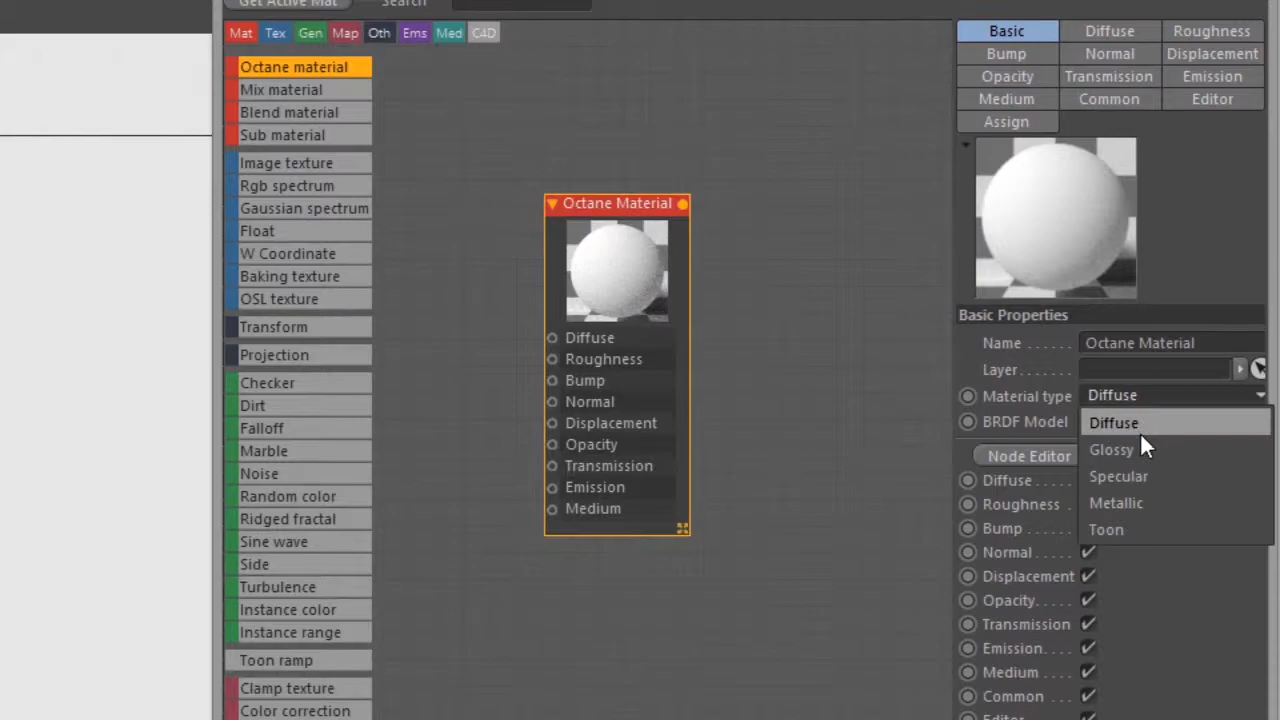 Get Active Mat Search
Mat Tex Gen Map Oth Ems Med C4D
Octane material
Mix material
Blend material
Sub material
Image texture
Rgb spectrum
Gaussian spectrum
Float
W Coordinate
Baking texture
OSL texture
Transform
Projection
Checker
Dirt
Falloff
Marble
Noise
Random color
Ridged fractal
Sine wave
Side
Turbulence
Instance color
Instance range
Toon ramp
Clamp texture
Color correction
Octane Material
Diffuse
Roughness
Bump
Normal
Displacement
Opacity
Transmission
Emission
Medium
Basic Diffuse Roughness
Bump Normal Displacement
Opacity Transmission Emission
Medium Common Editor
Assign
Basic Properties
Name ...... Octane Material
Layer.......
Material type Diffuse
BRDF Model
Diffuse
Glossy
Specular
Metallic
Toon
Node Editor
Diffuse .....
Roughness .
Bump ......
Normal .....
Displacement
Opacity.....
Transmission
Emission....
Medium ....
Common ....
Editor